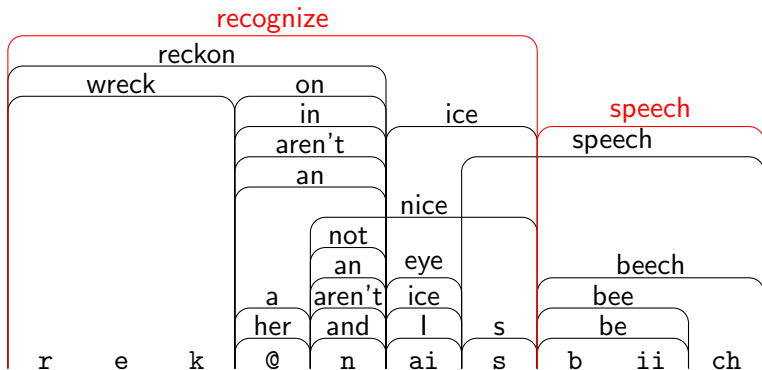 recognize
reckon
wreck on
in ice speech
aren't speech
an
nice
not
an eye beech
a aren't ice bee
her and I s be
r e k @ n ai s b ii ch